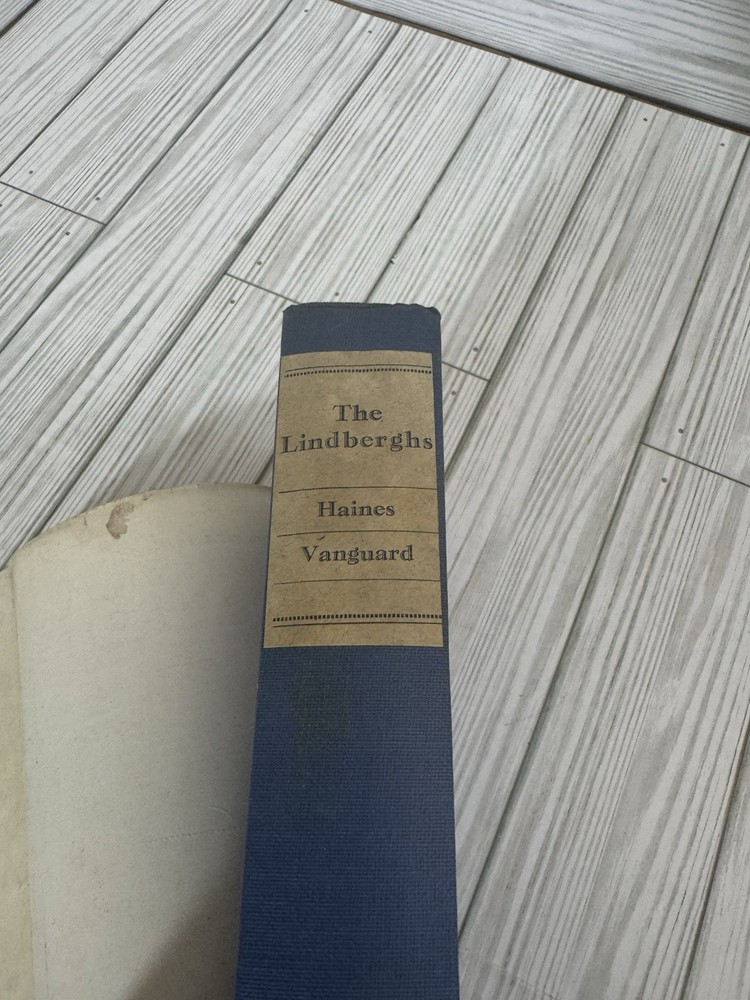 The
Lindberghs
Haines
Vanguard